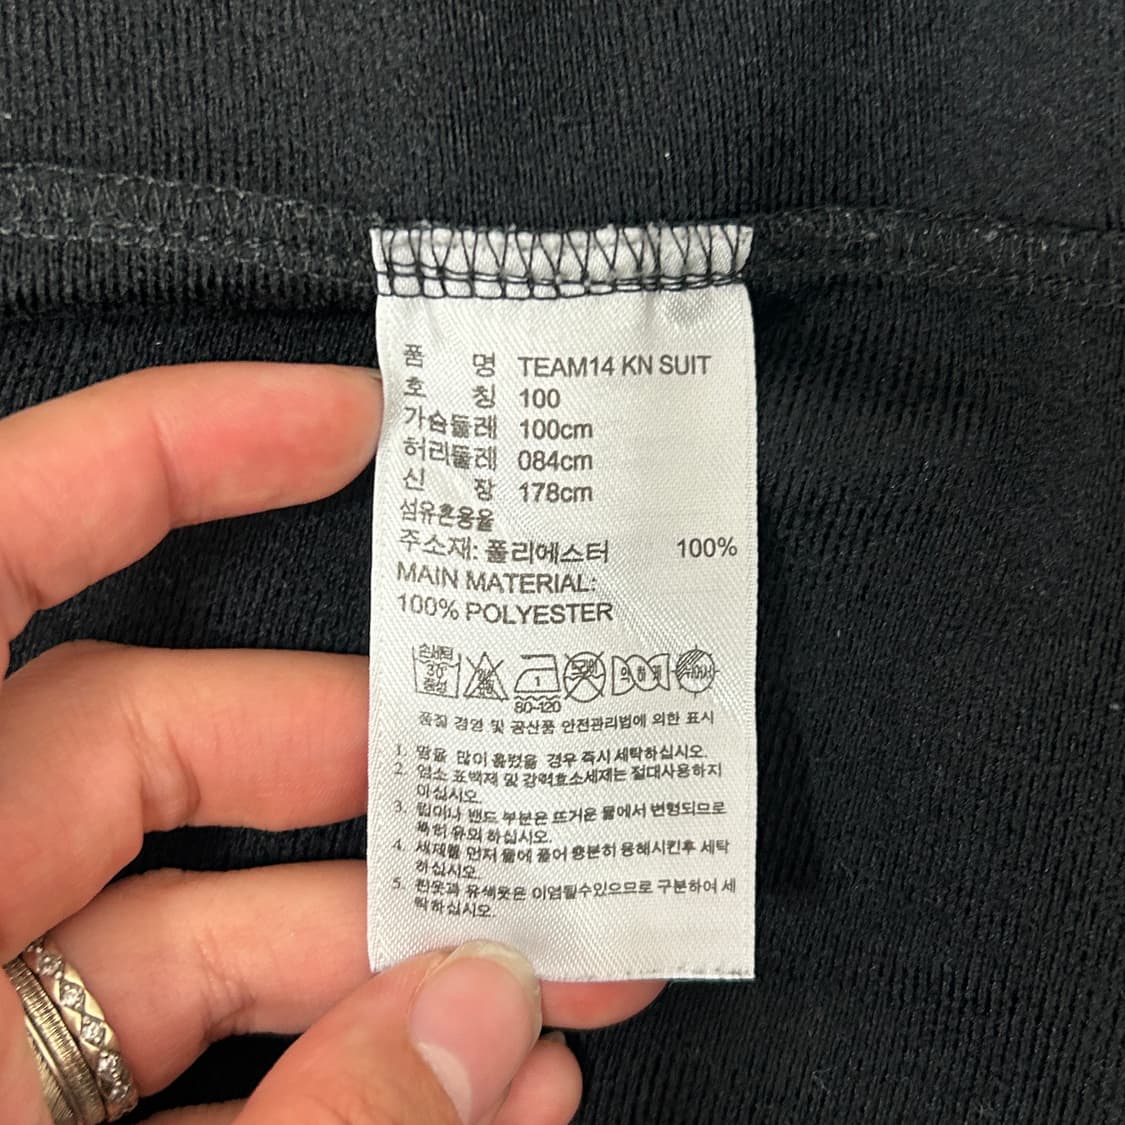 품 명 TEAM14 KN SUIT
호 칭 100
가슴둘레 100cm
허리둘레 084cm
신 장 178cm
섬유혼용율
주소재: 폴리에스터 100%
MAIN MATERIAL:
100% POLYESTER
손세탁 30° 중성
1
80-120
품질 경영 및 공산품 안전관리법에 의한 표시
1. 땀을 많이 흘렸을 경우 즉시 세탁하십시오.
2. 염소 표백제 및 강력효소세제는 절대사용하지
마십시오.
3. 립이나 밴드 부분은 뜨거운 물에서 변형되므로
특히 유의 하십시오.
4. 세제를 먼저 물에 풀어 충분히 용해시킨후 세탁
하십시오.
5. 흰옷과 유색옷은 이염될수있으므로 구분하여 세
탁하십시오.